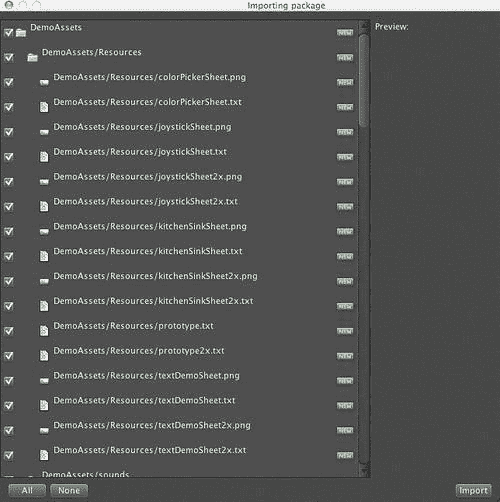 Importing package
Preview:
DemoAssets NEW
DemoAssets/Resources NEW
DemoAssets/Resources/colorPickerSheet.png NEW
DemoAssets/Resources/colorPickerSheet.txt NEW
DemoAssets/Resources/joystickSheet.png NEW
DemoAssets/Resources/joystickSheet.txt NEW
DemoAssets/Resources/joystickSheet2x.png NEW
DemoAssets/Resources/joystickSheet2x.txt NEW
DemoAssets/Resources/kitchenSinkSheet.png NEW
DemoAssets/Resources/kitchenSinkSheet.txt NEW
DemoAssets/Resources/kitchenSinkSheet2x.png NEW
DemoAssets/Resources/kitchenSinkSheet2x.txt NEW
DemoAssets/Resources/prototype.txt NEW
DemoAssets/Resources/prototype2x.txt NEW
DemoAssets/Resources/textDemoSheet.png NEW
DemoAssets/Resources/textDemoSheet.txt NEW
DemoAssets/Resources/textDemoSheet2x.png NEW
DemoAssets/Resources/textDemoSheet2x.txt NEW
DemoAssets/sounds
All None Import